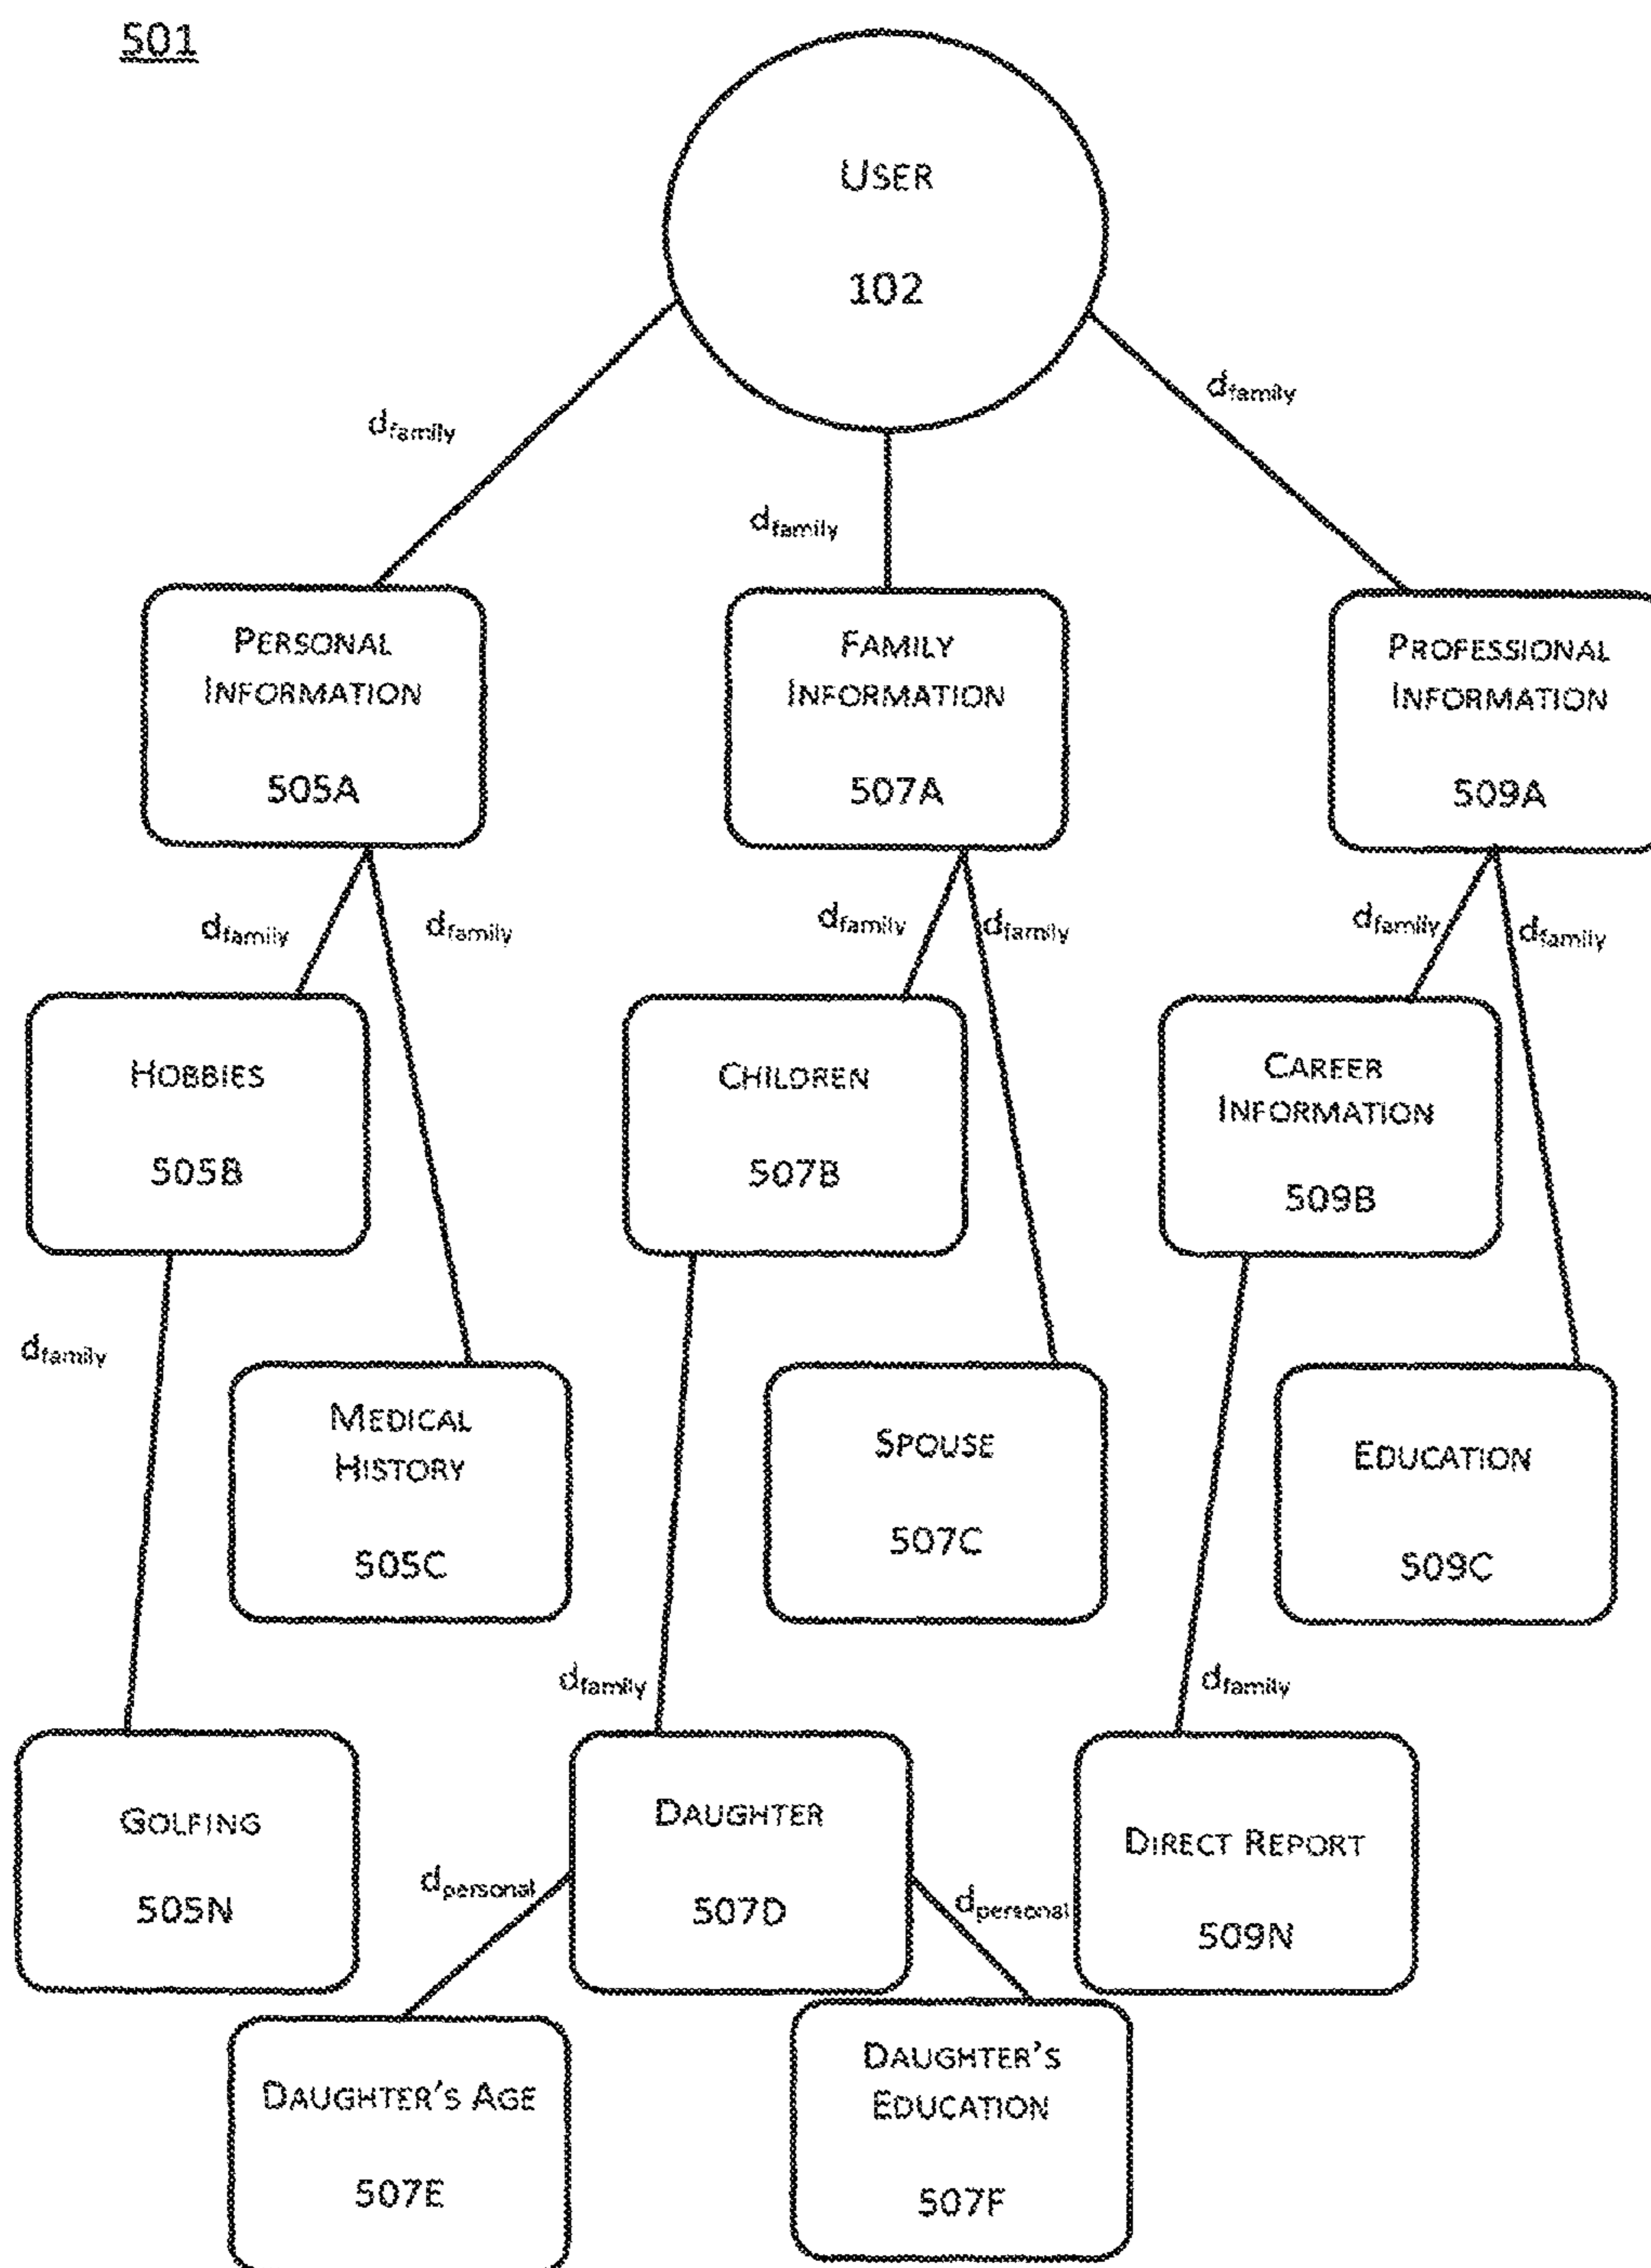 501
USER
102
dfamily
dfamily
dfamily
PERSONAL
INFORMATION
505A
FAMILY
INFORMATION
507A
PROFESSIONAL
INFORMATION
509A
dfamily
dfamily
dfamily
dfamily
dfamily
dfamily
HOBBIES
505B
CHILDREN
507B
CAREER
INFORMATION
509B
dfamily
MEDICAL
HISTORY
505C
SPOUSE
507C
EDUCATION
509C
dfamily
dfamily
GOLFING
505N
DAUGHTER
507D
DIRECT REPORT
509N
dpersonal
dpersonal
DAUGHTER'S AGE
507E
DAUGHTER'S
EDUCATION
507F